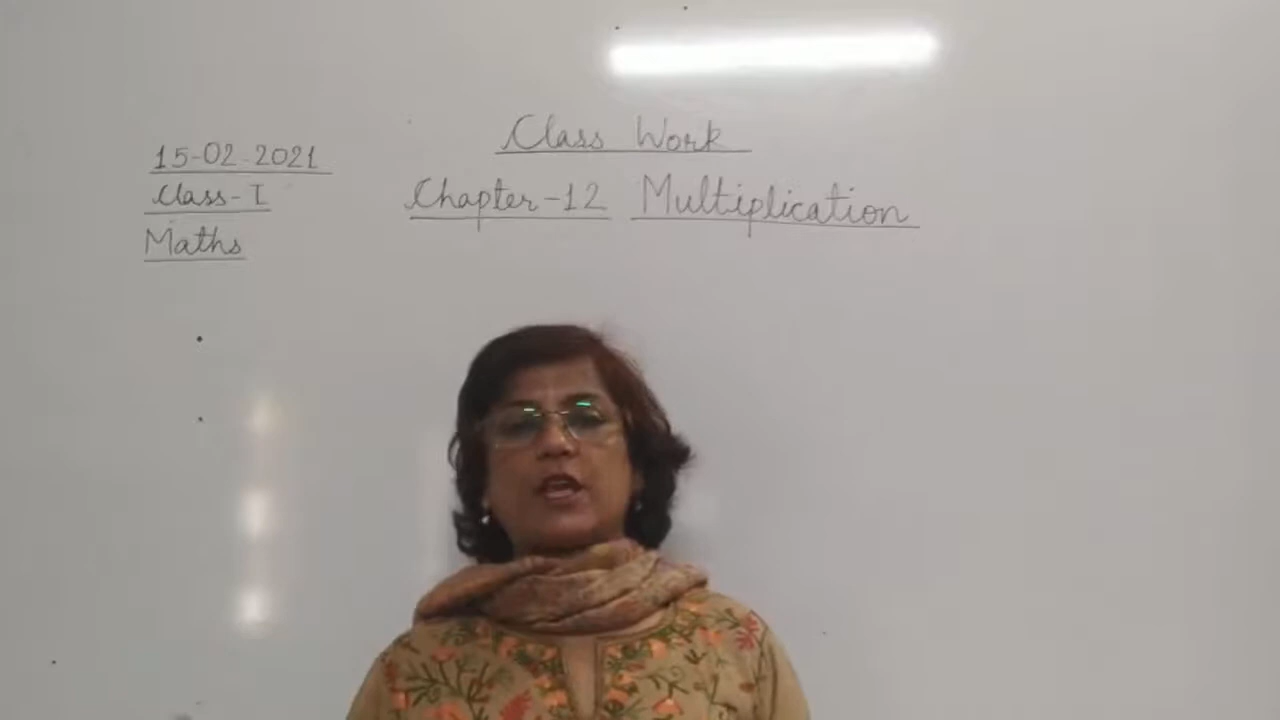 Class Work
15-02-2021
Class-I
Chapter-12 Multiplication
Maths